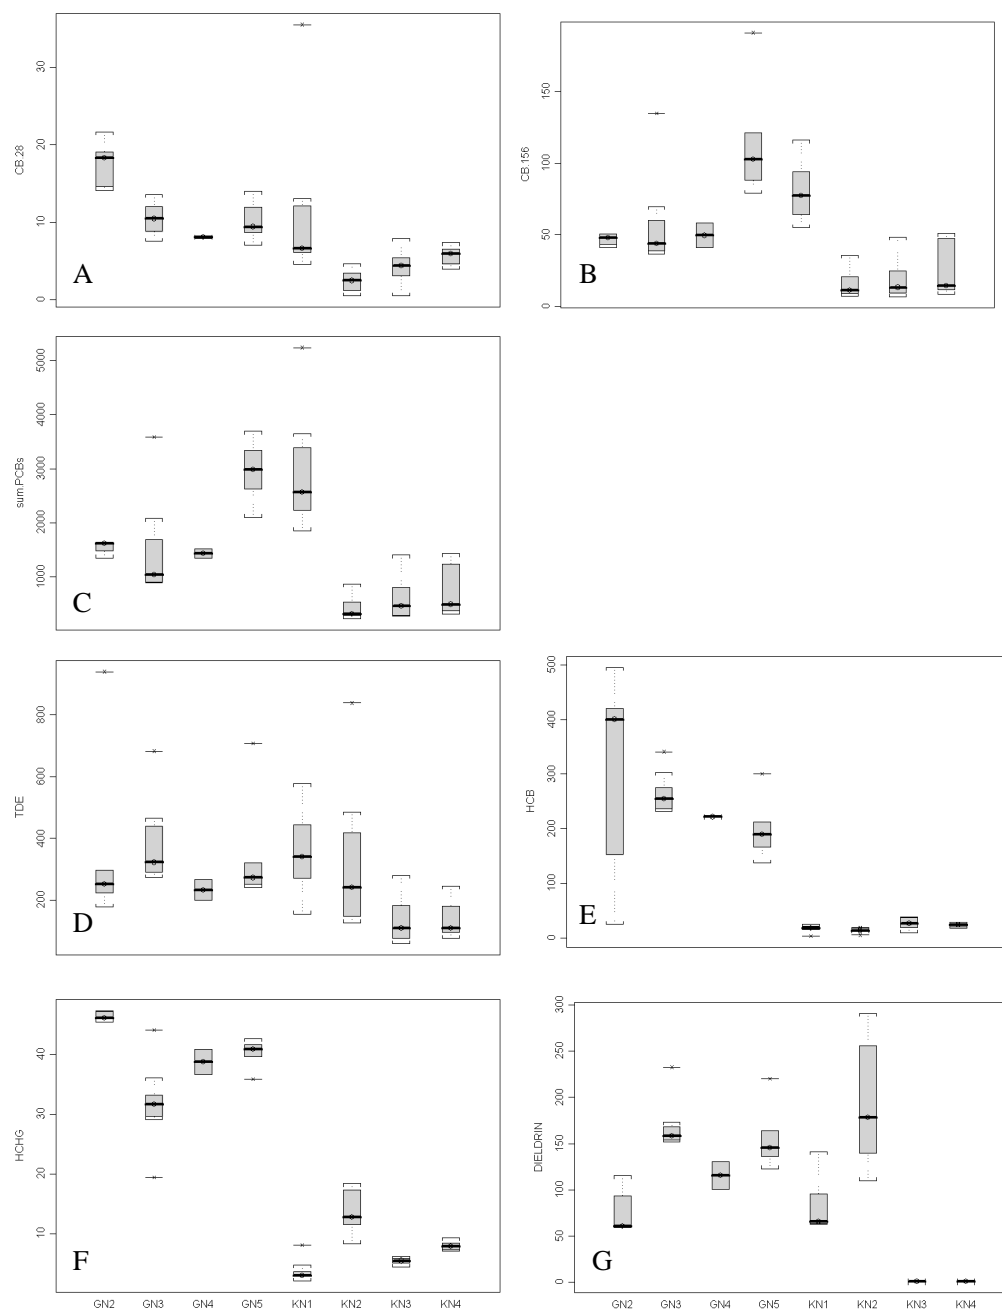 CB.28
0 10 20 30
A
CB.156
0 50 100 150
B
sum.PCBs
1000 2000 3000 4000 5000
C
TDE
200 400 600 800
D
HCB
0 100 200 300 400 500
E
HCHG
10 20 30 40
F
GN2 GN3 GN4 GN5 KN1 KN2 KN3 KN4
DIELDRIN
0 50 100 150 200 250 300
G
GN2 GN3 GN4 GN5 KN1 KN2 KN3 KN4